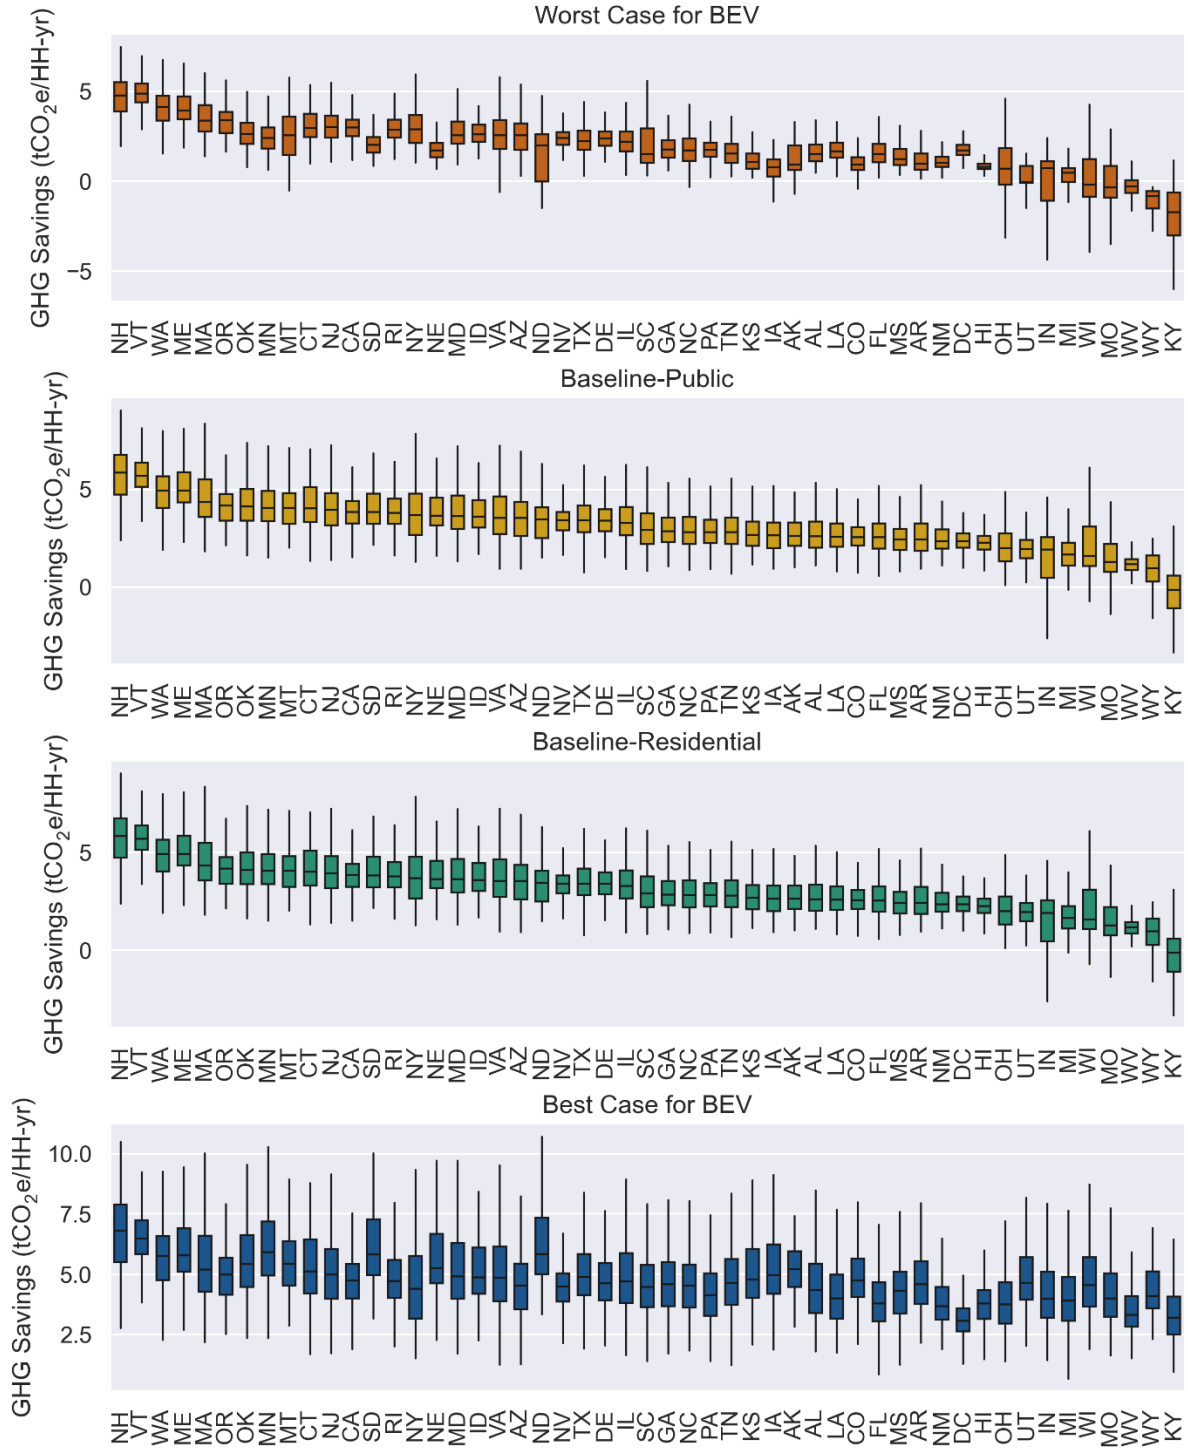 Worst Case for BEV
GHG Savings (tCO2e/HH-yr)
5
0
−5
NH VT WA ME MA OR OK MN MT CT NJ CA SD RI NY NE MD ID VA AZ ND NV TX DE IL SC GA NC PA TN KS IA AK AL LA CO FL MS AR NM DC HI OH UT IN MI WI MO WV WY KY
Baseline-Public
GHG Savings (tCO2e/HH-yr)
5
0
NH VT WA ME MA OR OK MN MT CT NJ CA SD RI NY NE MD ID VA AZ ND NV TX DE IL SC GA NC PA TN KS IA AK AL LA CO FL MS AR NM DC HI OH UT IN MI WI MO WV WY KY
Baseline-Residential
GHG Savings (tCO2e/HH-yr)
5
0
NH VT WA ME MA OR OK MN MT CT NJ CA SD RI NY NE MD ID VA AZ ND NV TX DE IL SC GA NC PA TN KS IA AK AL LA CO FL MS AR NM DC HI OH UT IN MI WI MO WV WY KY
Best Case for BEV
GHG Savings (tCO2e/HH-yr)
10.0
7.5
5.0
2.5
NH VT WA ME MA OR OK MN MT CT NJ CA SD RI NY NE MD ID VA AZ ND NV TX DE IL SC GA NC PA TN KS IA AK AL LA CO FL MS AR NM DC HI OH UT IN MI WI MO WV WY KY